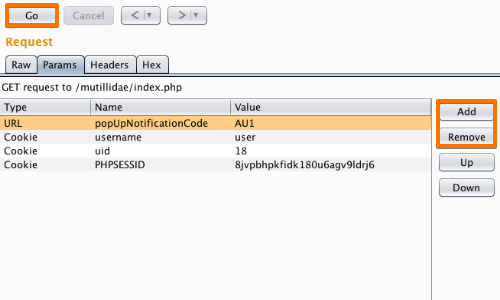 Go Cancel < >
Request
Raw Params Headers Hex
GET request to /mutillidae/index.php
Type Name Value
URL popUpNotificationCode AU1
Cookie username user
Cookie uid 18
Cookie PHPSESSID 8jvpbhpkfidk180u6agv9ldrj6
Add
Remove
Up
Down